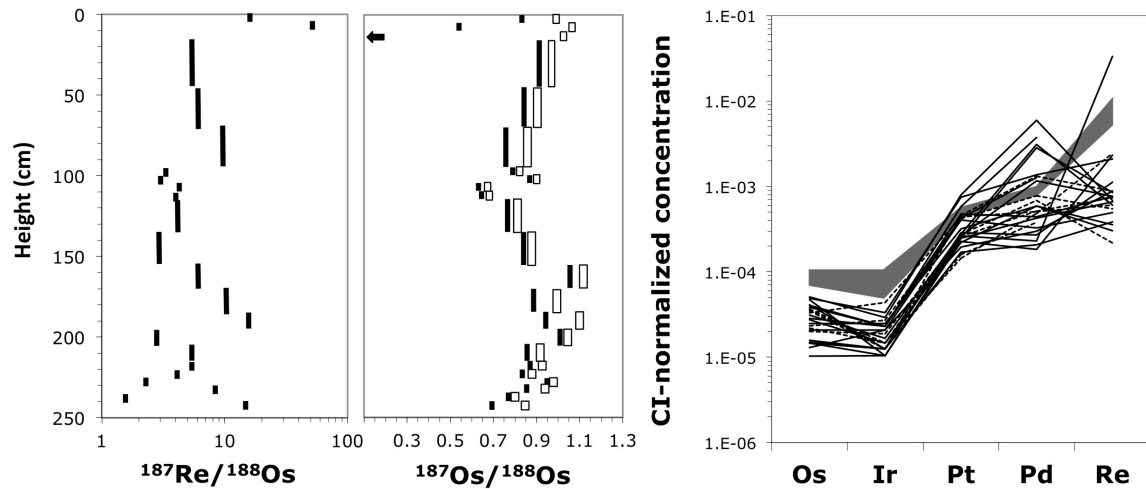 0
50
100
150
200
250
Height (cm)
1 10 100
187Re/188Os
0.3 0.5 0.7 0.9 1.1 1.3
187Os/188Os
CI-normalized concentration
1.E-01
1.E-02
1.E-03
1.E-04
1.E-05
1.E-06
Os Ir Pt Pd Re